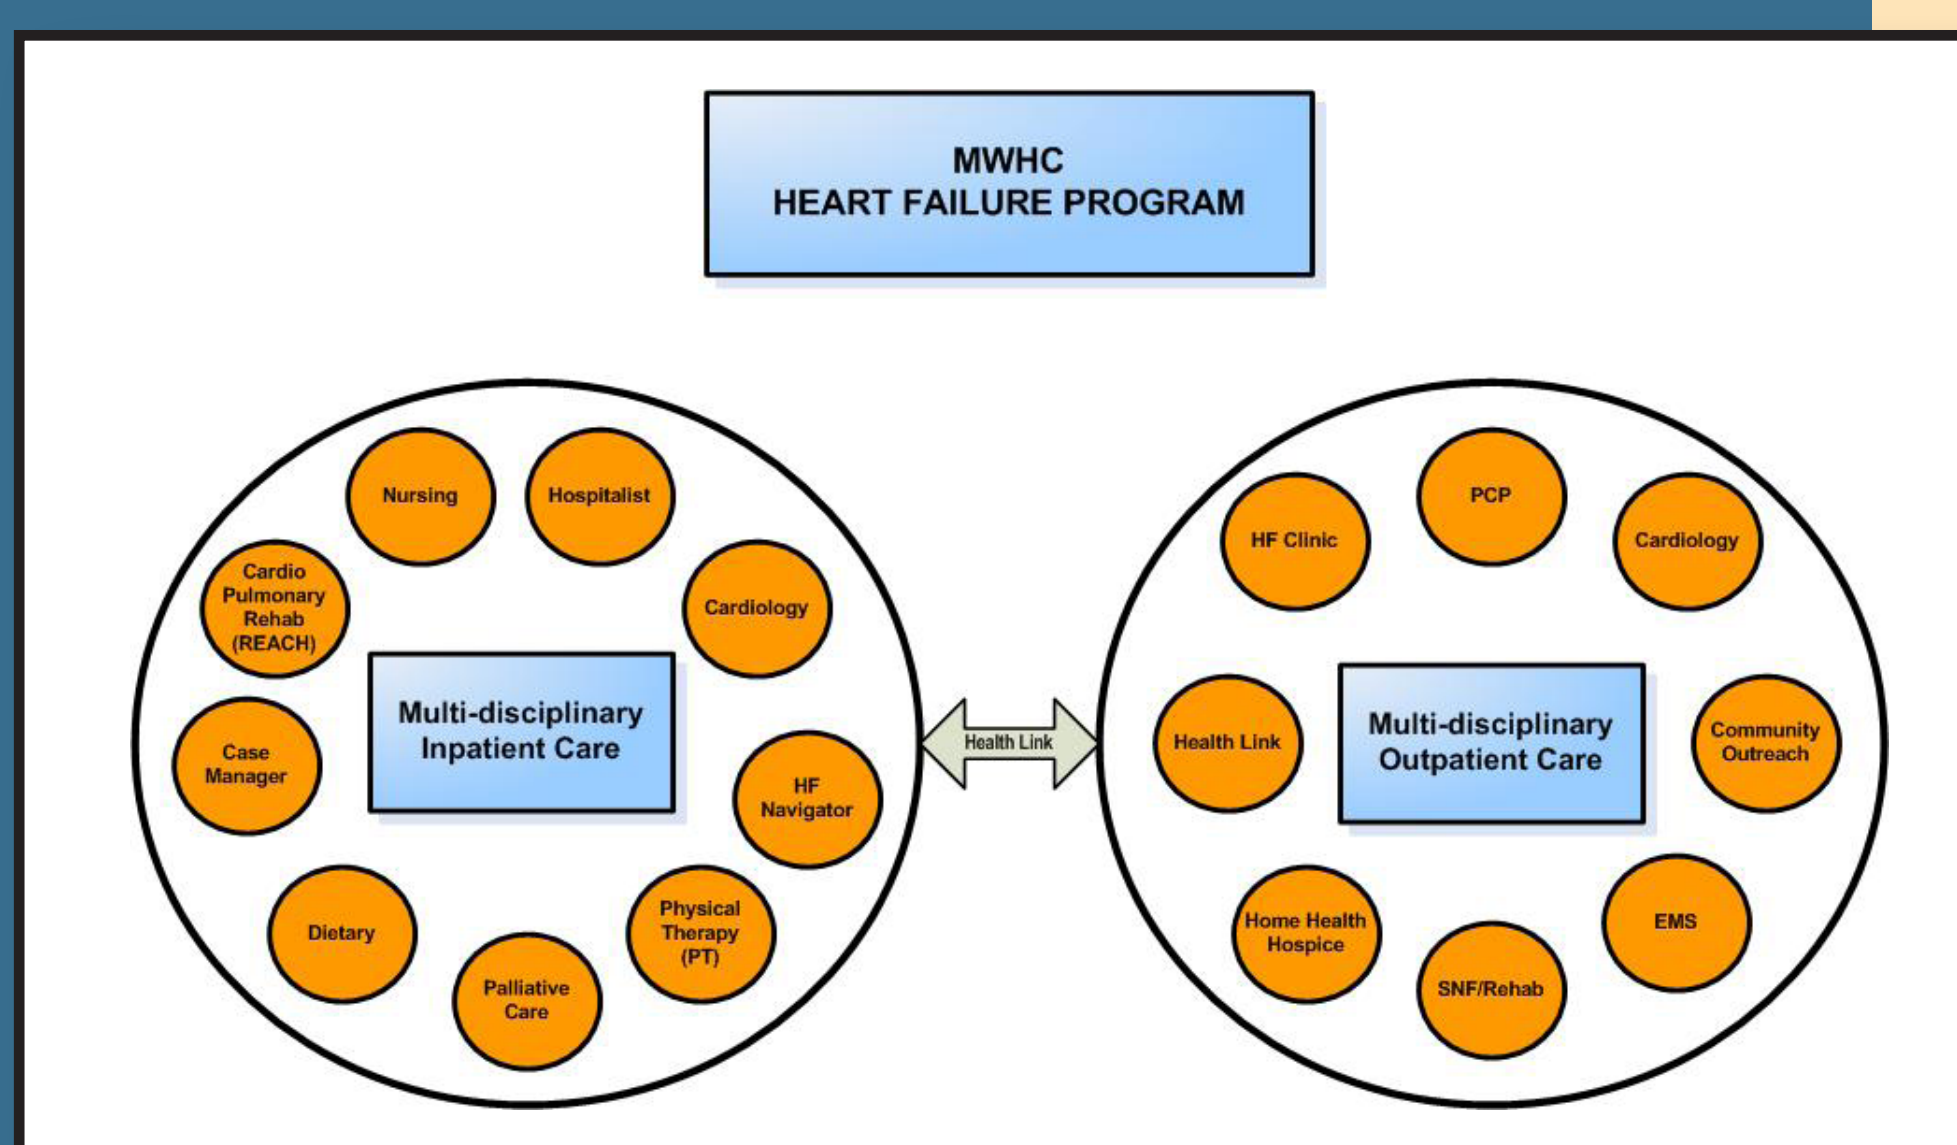 MWHC
HEART FAILURE PROGRAM
Nursing
Hospitalist
Cardio
Pulmonary
Rehab
(REACH)
Cardiology
Multi-disciplinary
Inpatient Care
Case
Manager
HF
Navigator
Dietary
Physical
Therapy
(PT)
Palliative
Care
Health Link
PCP
HF Clinic
Cardiology
Health Link
Multi-disciplinary
Outpatient Care
Community
Outreach
Home Health
Hospice
EMS
SNF/Rehab